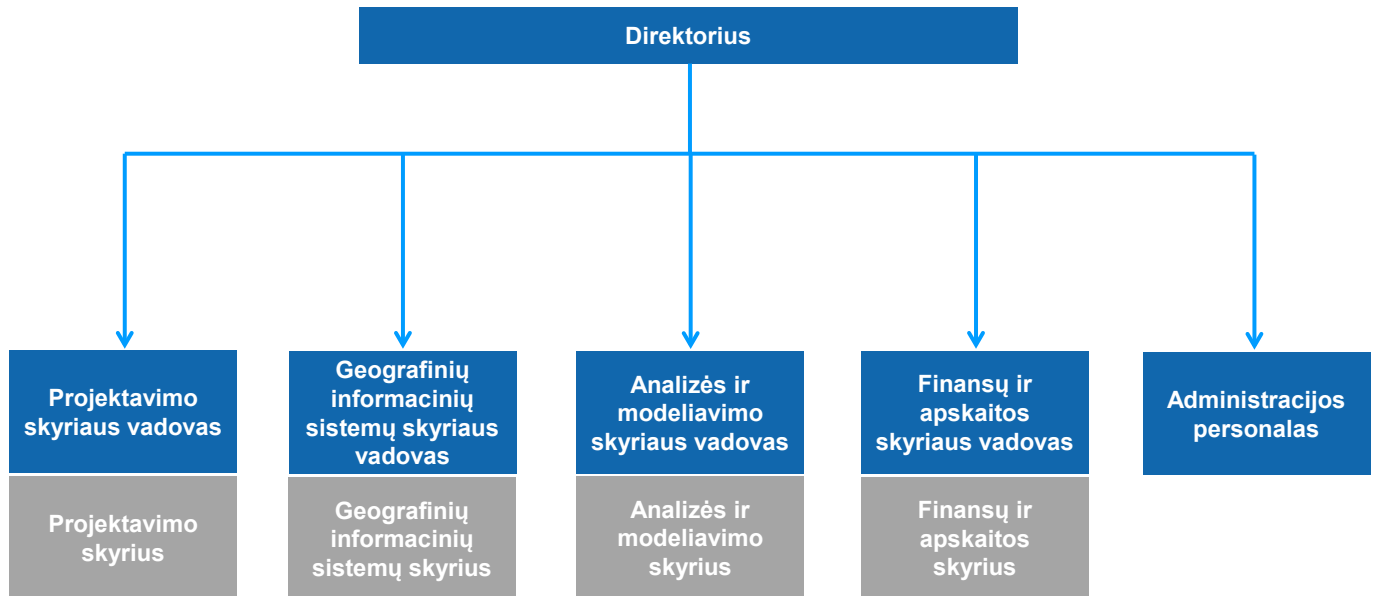 Direktorius
Projektavimo
skyriaus vadovas
Geografinių
informacinių
sistemų skyriaus
vadovas
Analizės ir
modeliavimo
skyriaus vadovas
Finansų ir
apskaitos
skyriaus vadovas
Administracijos
personalas
Projektavimo
skyrius
Geografinių
informacinių
sistemų skyrius
Analizės ir
modeliavimo
skyrius
Finansų ir
apskaitos
skyrius